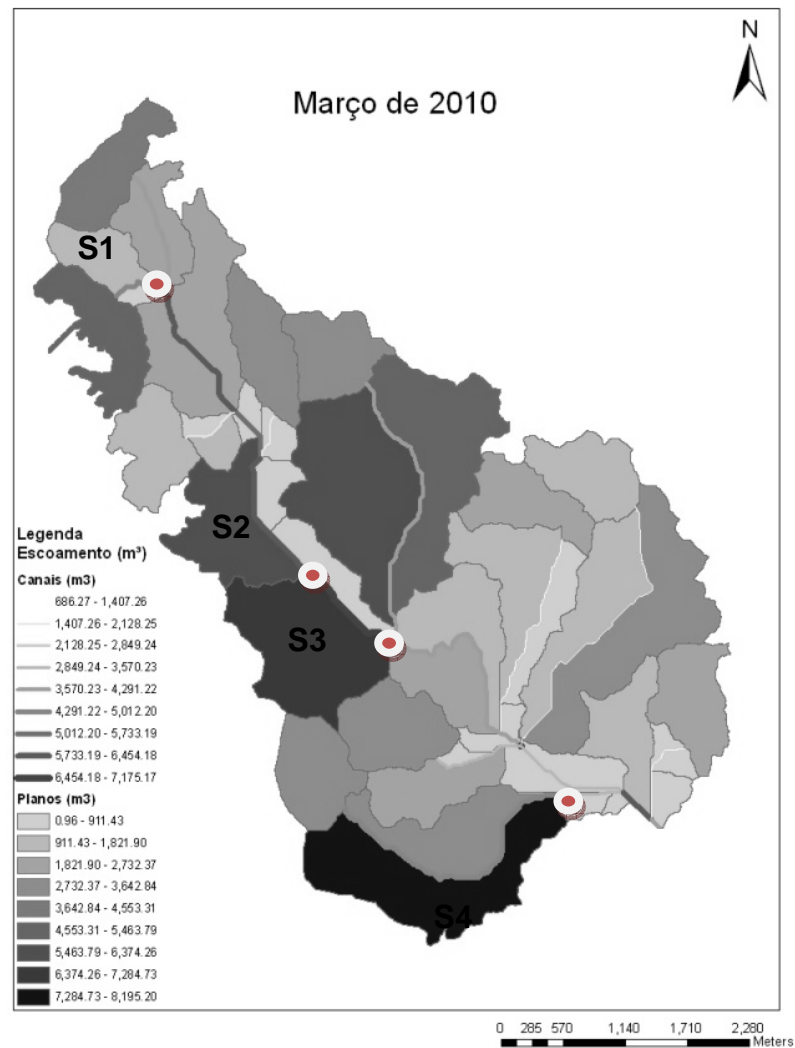 N
Março de 2010
S1
S2
S3
S4
Legenda
Escoamento (m³)
Canais (m3)
686.27 - 1,407.26
1,407.26 - 2,128.25
2,128.25 - 2,849.24
2,849.24 - 3,570.23
3,570.23 - 4,291.22
4,291.22 - 5,012.20
5,012.20 - 5,733.19
5,733.19 - 6,454.18
6,454.18 - 7,175.17
Planos (m3)
0.96 - 911.43
911.43 - 1,821.90
1,821.90 - 2,732.37
2,732.37 - 3,642.84
3,642.84 - 4,553.31
4,553.31 - 5,463.79
5,463.79 - 6,374.26
6,374.26 - 7,284.73
7,284.73 - 8,195.20
0 285 570 1,140 1,710 2,280
Meters